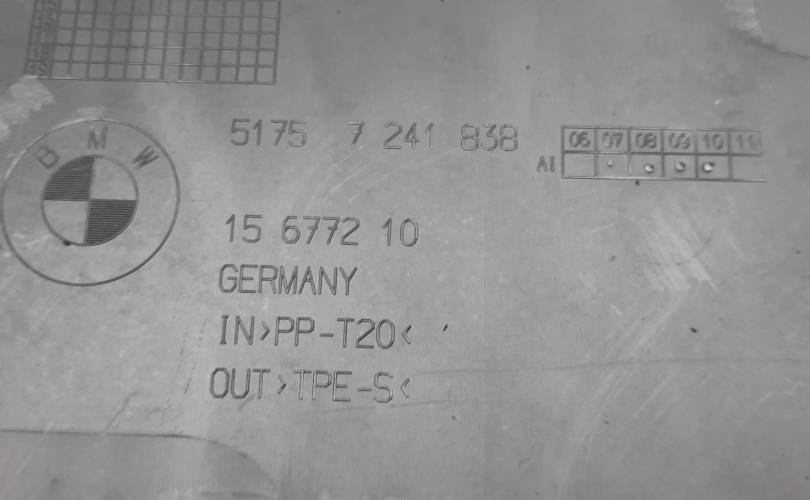 B M W
5175 7 241 838
06 07 08 09 10 11
AI
15 6772 10
GERMANY
IN>PP-T20<
OUT>TPE-S<